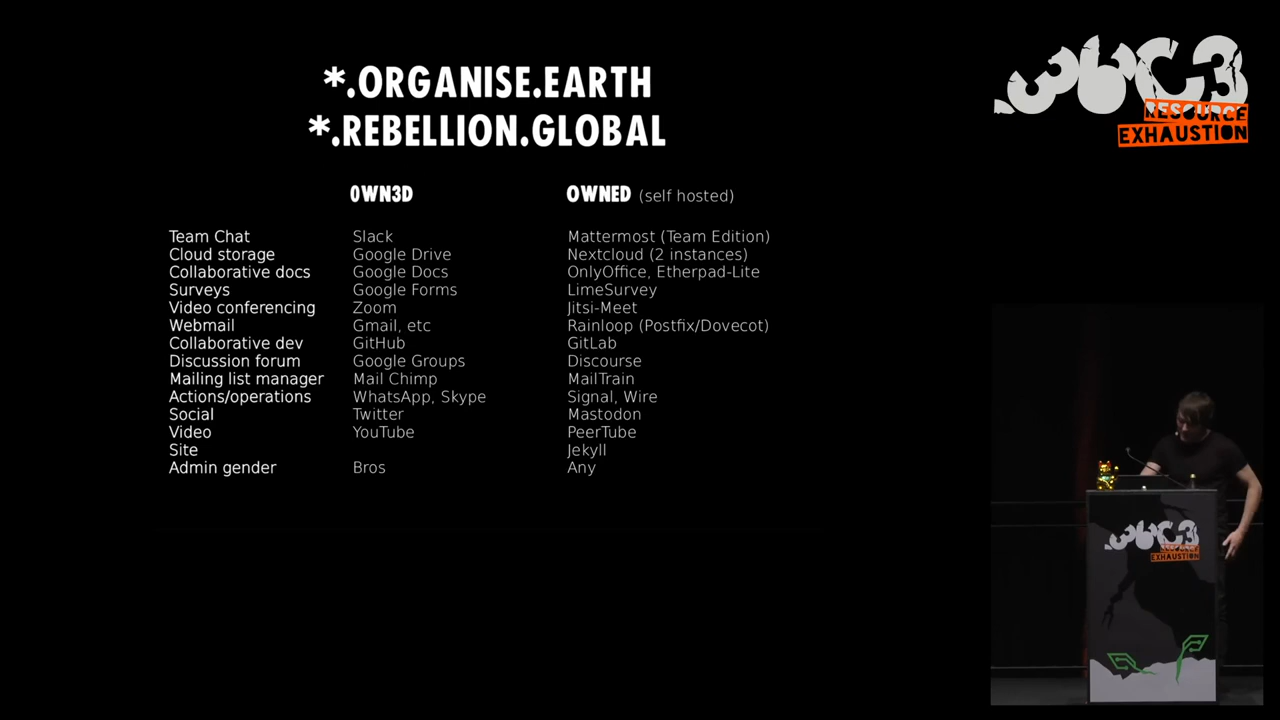 *.ORGANISE.EARTH
*.REBELLION.GLOBAL
36C3
RESOURCE
EXHAUSTION
0WN3D OWNED (self hosted)
Team Chat Slack Mattermost (Team Edition)
Cloud storage Google Drive Nextcloud (2 instances)
Collaborative docs Google Docs OnlyOffice, Etherpad-Lite
Surveys Google Forms LimeSurvey
Video conferencing Zoom Jitsi-Meet
Webmail Gmail, etc Rainloop (Postfix/Dovecot)
Collaborative dev GitHub GitLab
Discussion forum Google Groups Discourse
Mailing list manager Mail Chimp MailTrain
Actions/operations WhatsApp, Skype Signal, Wire
Social Twitter Mastodon
Video YouTube PeerTube
Site Jekyll
Admin gender Bros Any
36C3
RESOURCE
EXHAUSTION